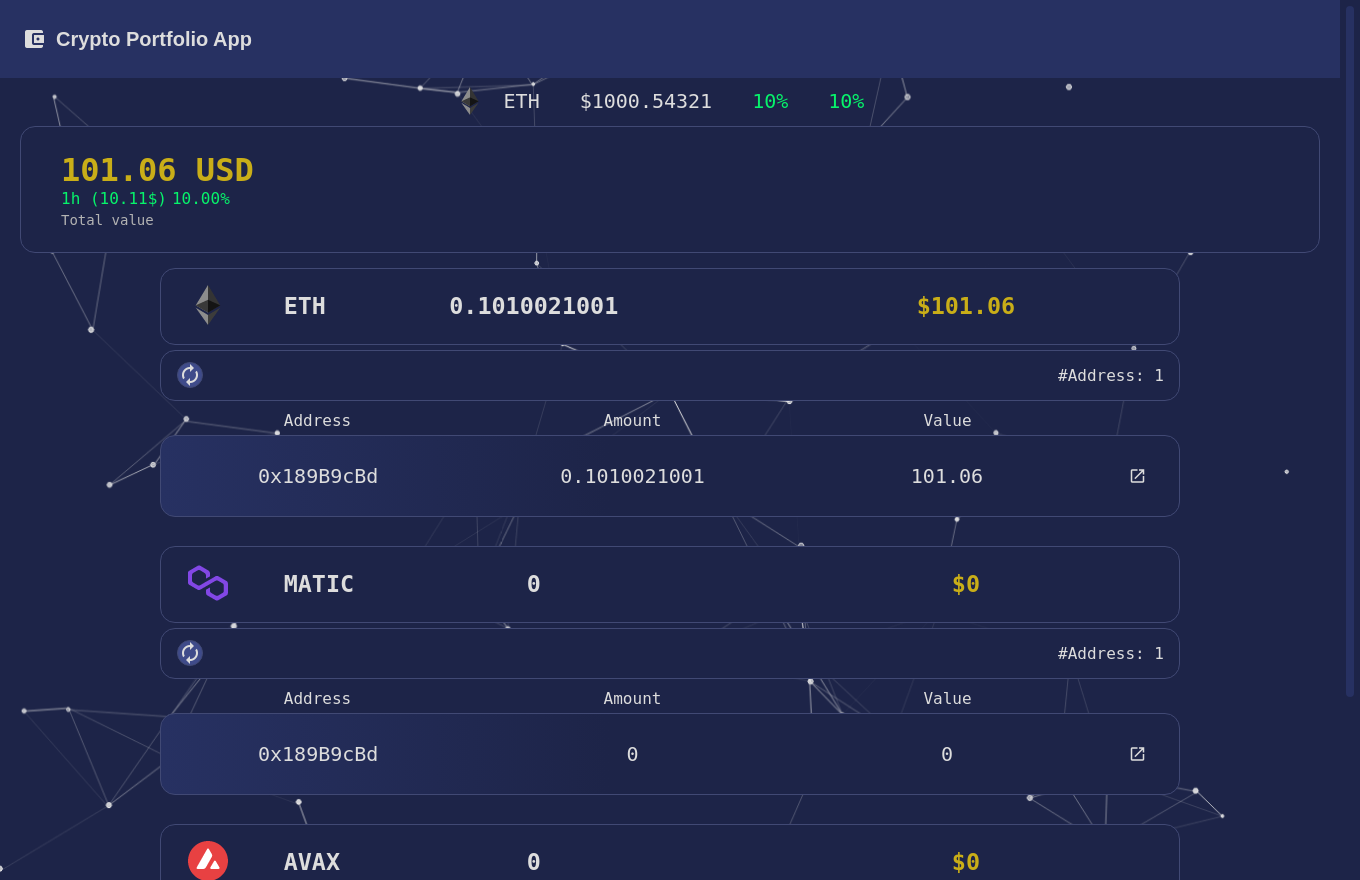 Crypto Portfolio App
ETH $1000.54321 10% 10%
101.06 USD
1h (10.11$) 10.00%
Total value
ETH 0.1010021001 $101.06
#Address: 1
Address Amount Value
0x189B9cBd 0.1010021001 101.06
MATIC 0 $0
#Address: 1
Address Amount Value
0x189B9cBd 0 0
AVAX 0 $0